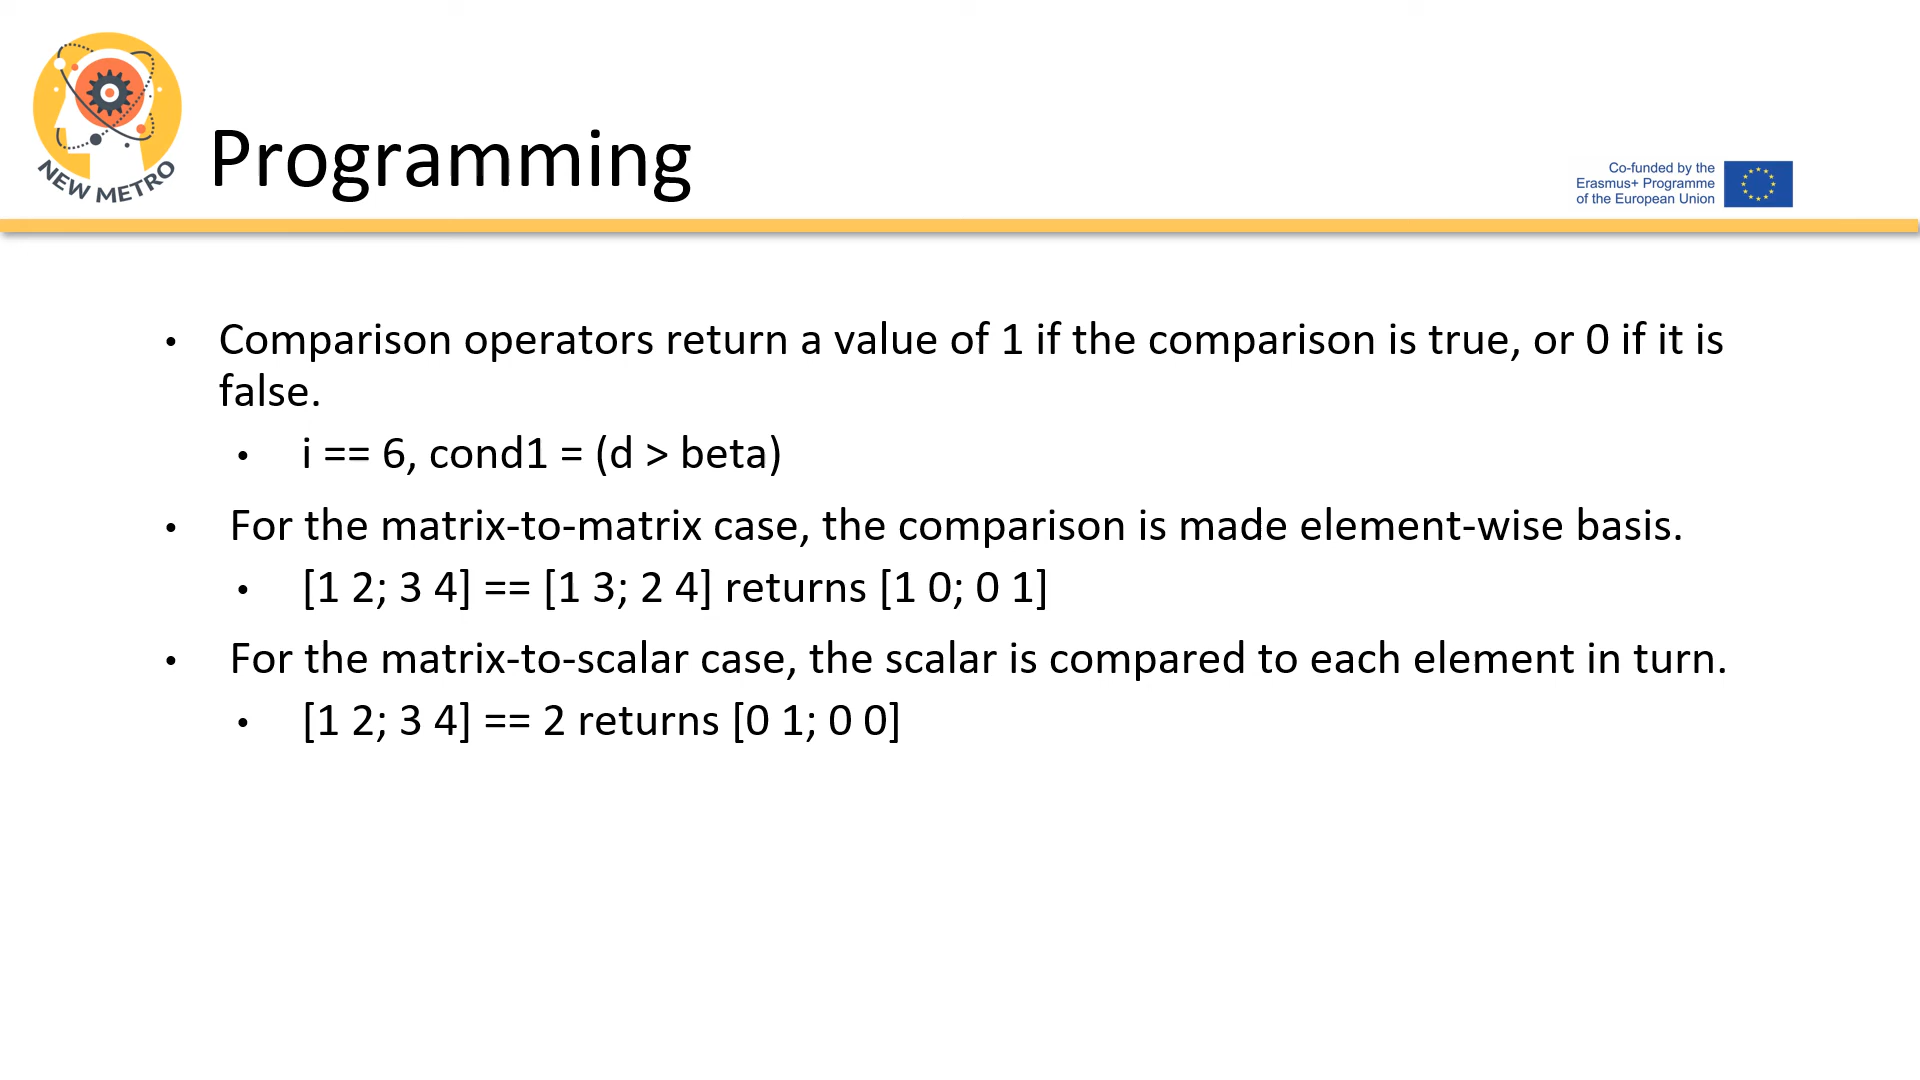 NEW METRO
Programming
Co-funded by the
Erasmus+ Programme
of the European Union
• Comparison operators return a value of 1 if the comparison is true, or 0 if it is
false.
• i == 6, cond1 = (d > beta)
• For the matrix-to-matrix case, the comparison is made element-wise basis.
• [1 2; 3 4] == [1 3; 2 4] returns [1 0; 0 1]
• For the matrix-to-scalar case, the scalar is compared to each element in turn.
• [1 2; 3 4] == 2 returns [0 1; 0 0]